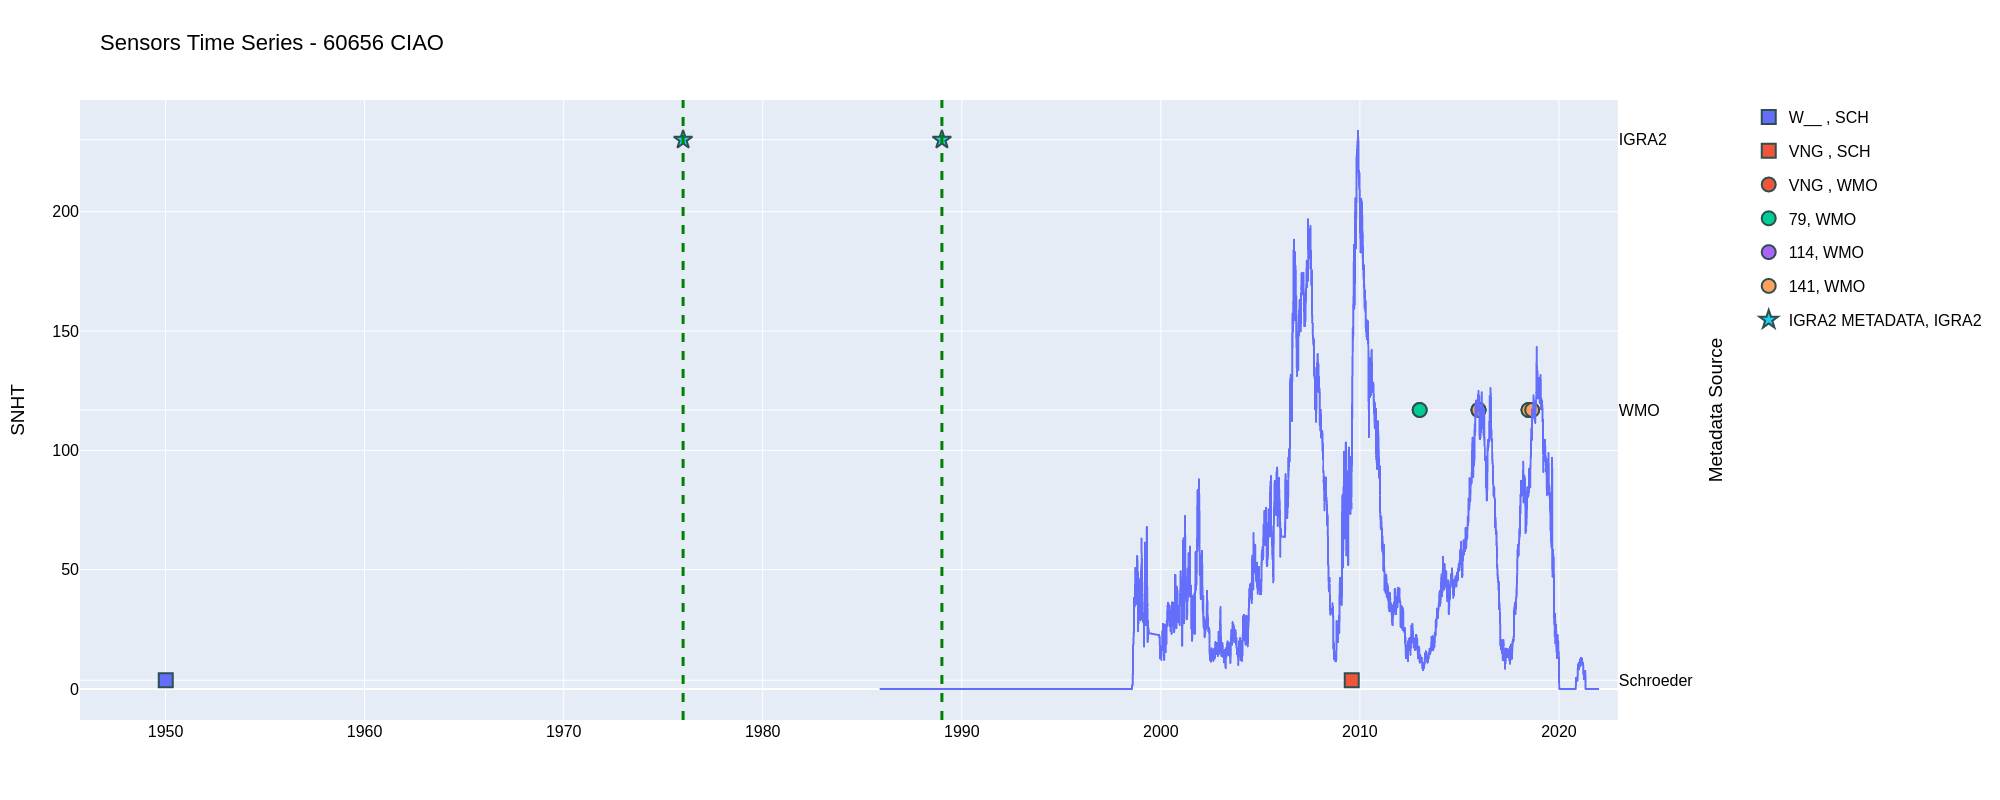 Sensors Time Series - 60656 CIAO
SNHT
200
150
100
50
0
1950
1960
1970
1980
1990
2000
2010
2020
IGRA2
WMO
Schroeder
Metadata Source
W__ , SCH
VNG , SCH
VNG , WMO
79, WMO
114, WMO
141, WMO
IGRA2 METADATA, IGRA2